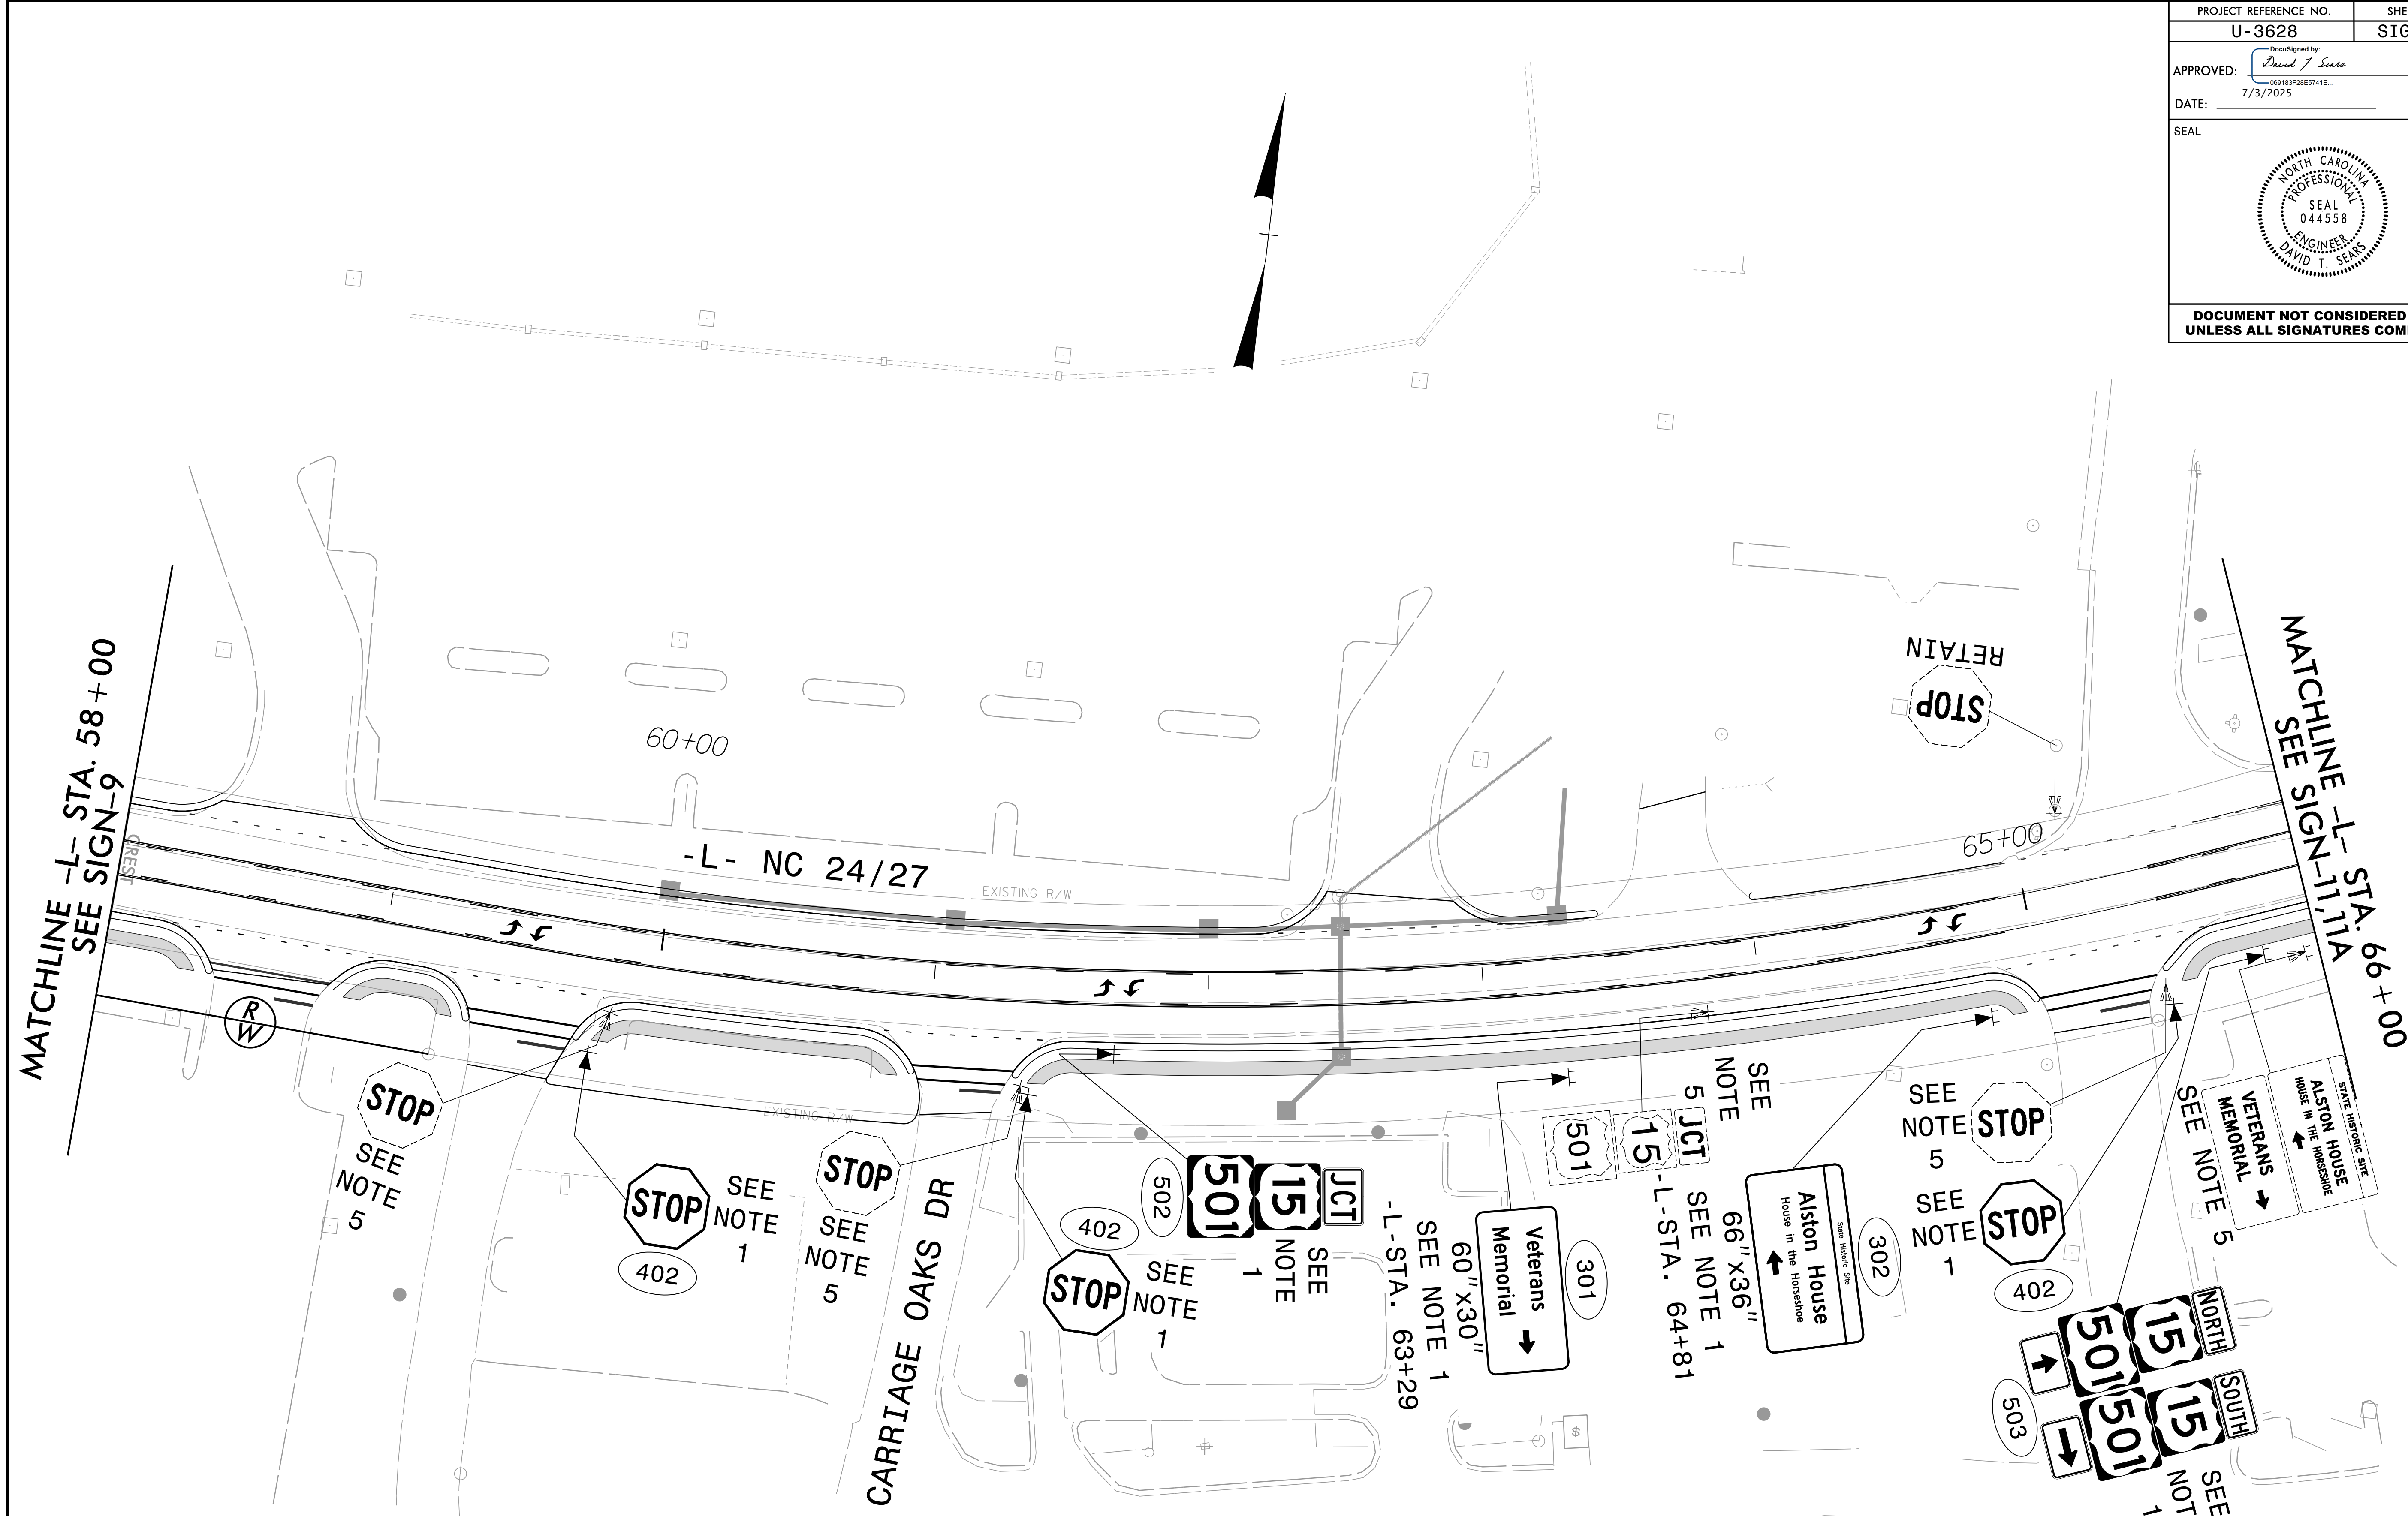 PROJECT REFERENCE NO.
SHE
U-3628
SIG
DocuSigned by:
David T Sears
APPROVED:
069183F28E5741E...
7/3/2025
DATE:
SEAL
NORTH CAROLINA
PROFESSIONAL
SEAL
044558
ENGINEER
DAVID T. SEARS
DOCUMENT NOT CONSIDERED
UNLESS ALL SIGNATURES COM
MATCHLINE -L- STA. 58+00
SEE SIGN-9
CREST
60+00
-L- NC 24/27
EXISTING R/W
65+00
RETAIN
STOP
MATCHLINE -L- STA. 66+00
SEE SIGN-11,11A
R
W
EXISTING R/W
STOP
SEE
NOTE
5
STOP
SEE
NOTE
1
402
STOP
SEE
NOTE
5
CARRIAGE OAKS DR
402
STOP
SEE
NOTE
1
502
JCT
15
501
SEE
NOTE
1
301
Veterans
Memorial
60"x30"
SEE NOTE 1
-L-STA. 63+29
JCT
15
501
SEE
NOTE
5
302
State Historic Site
Alston House
House in the Horseshoe
66"x36"
SEE NOTE 1
-L-STA. 64+81
SEE
NOTE
5
STOP
SEE
NOTE
1
STOP
402
STATE HISTORIC SITE
ALSTON HOUSE
HOUSE IN THE HORSESHOE
VETERANS
MEMORIAL
SEE NOTE 5
NORTH
15
501
SOUTH
15
501
503
SEE
NOT
1
$